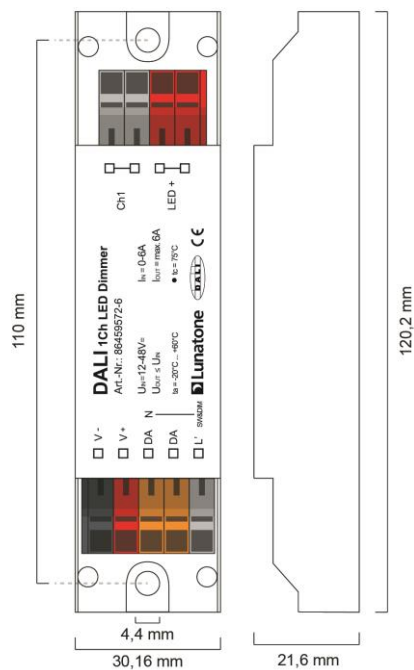 110 mm
Ch1
LED +
DALI 1Ch LED Dimmer
Art.-Nr.: 86459572-6
UIN=12-48V=
IIN = 0-6A
UOUT ≤ UIN
IOUT = max.6A
ta = -20°C ... +60°C
● tc = 75°C
Lunatone
DALI
CE
V -
V+
DA
N
DA
L'
SW&DIM
120,2 mm
4,4 mm
30,16 mm
21,6 mm